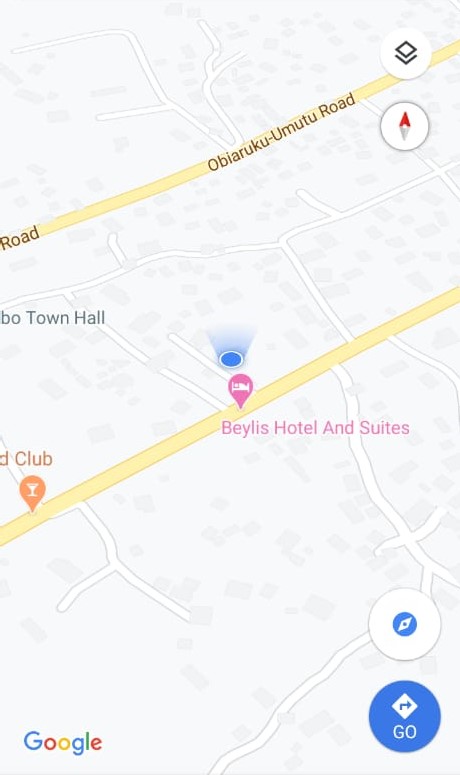 Obiaruku-Umutu Road
Road
bo Town Hall
Beylis Hotel And Suites
d Club
GO
Google